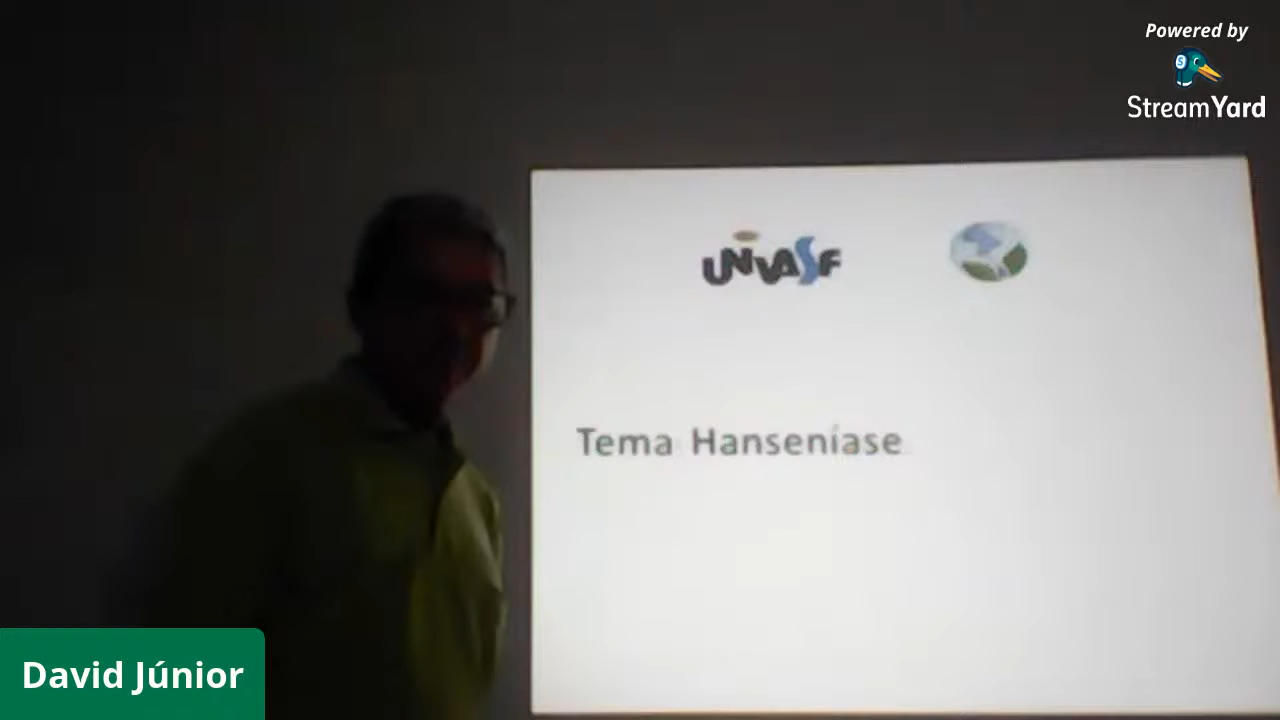 Powered by
StreamYard
UNIVASF
Tema Hanseníase
David Júnior